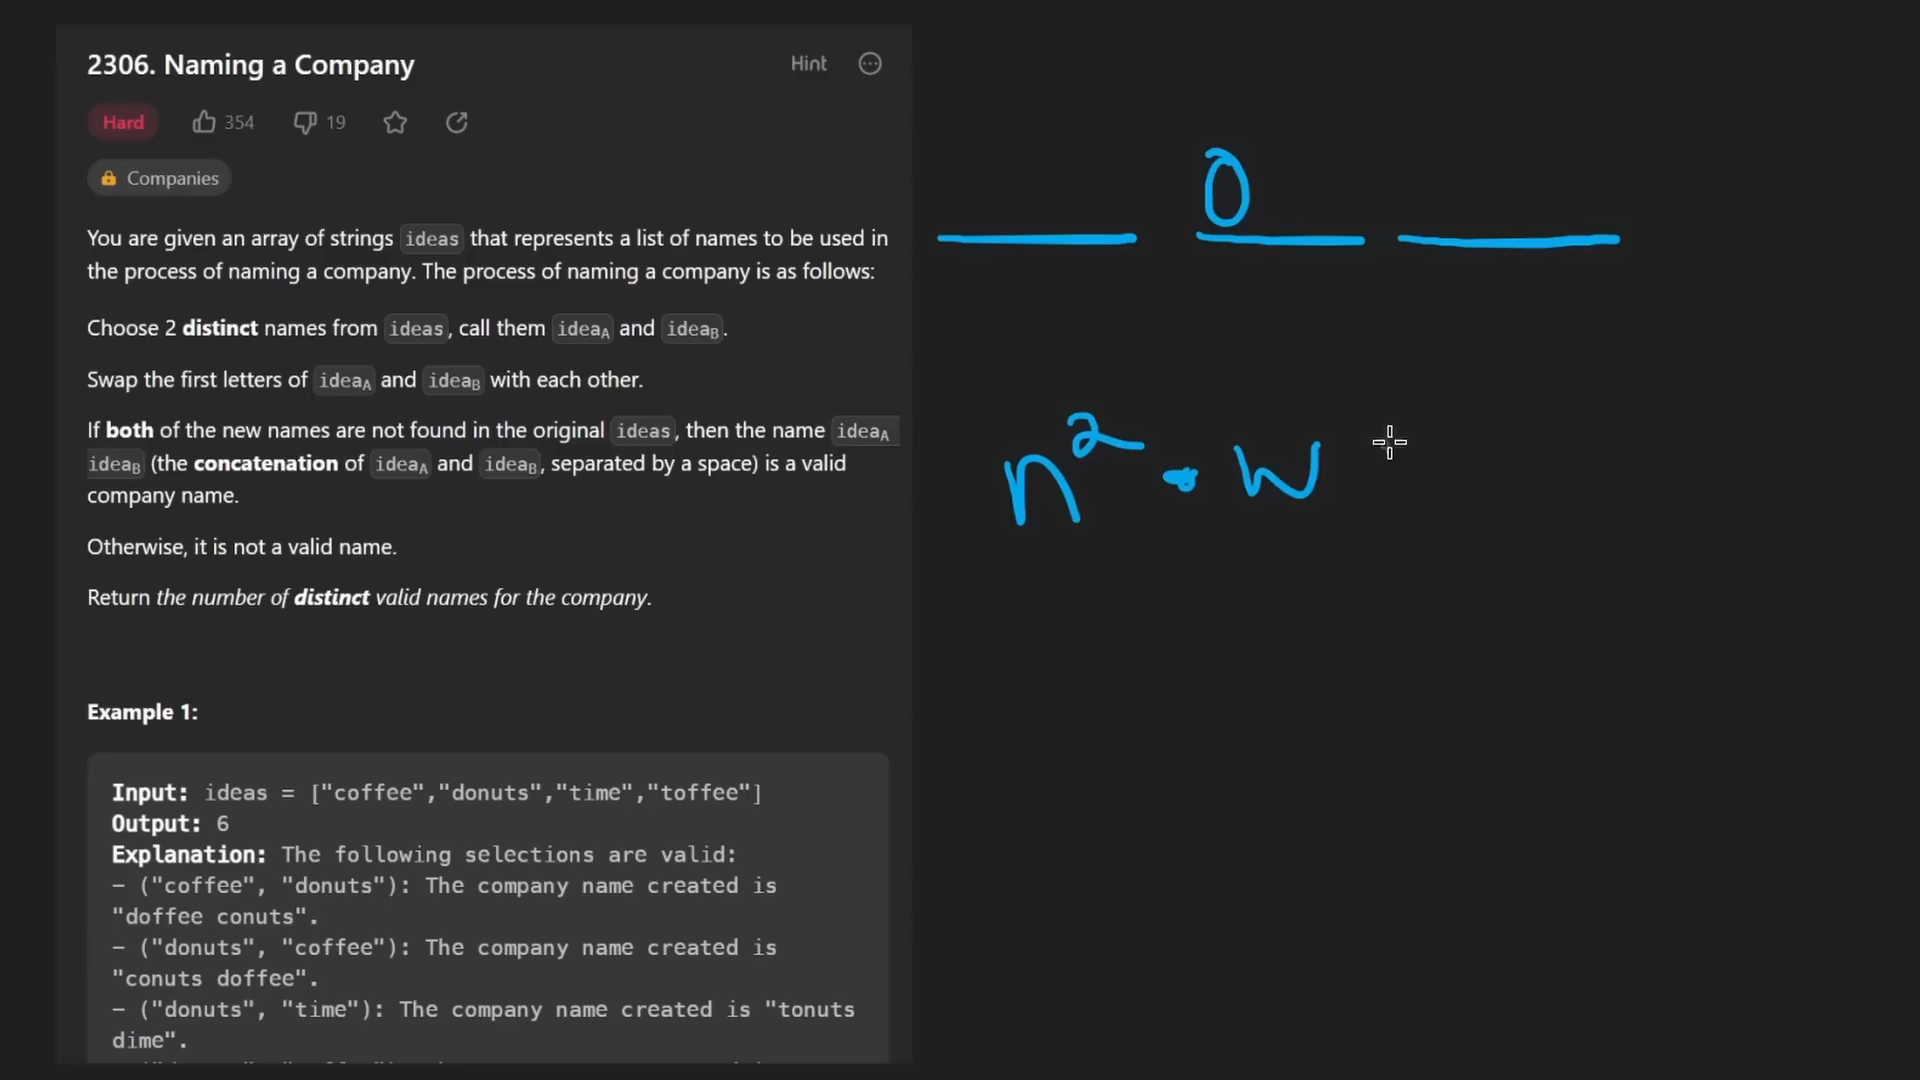 2306. Naming a Company
Hint
Hard 354 19
Companies
You are given an array of strings ideas that represents a list of names to be used in
the process of naming a company. The process of naming a company is as follows:
Choose 2 distinct names from ideas, call them ideaA and ideaB.
Swap the first letters of ideaA and ideaB with each other.
If both of the new names are not found in the original ideas, then the name ideaA
ideaB (the concatenation of ideaA and ideaB, separated by a space) is a valid
company name.
Otherwise, it is not a valid name.
Return the number of distinct valid names for the company.
Example 1:
Input: ideas = ["coffee","donuts","time","toffee"]
Output: 6
Explanation: The following selections are valid:
- ("coffee", "donuts"): The company name created is
"doffee conuts".
- ("donuts", "coffee"): The company name created is
"conuts doffee".
- ("donuts", "time"): The company name created is "tonuts
dime".
0
n² · w